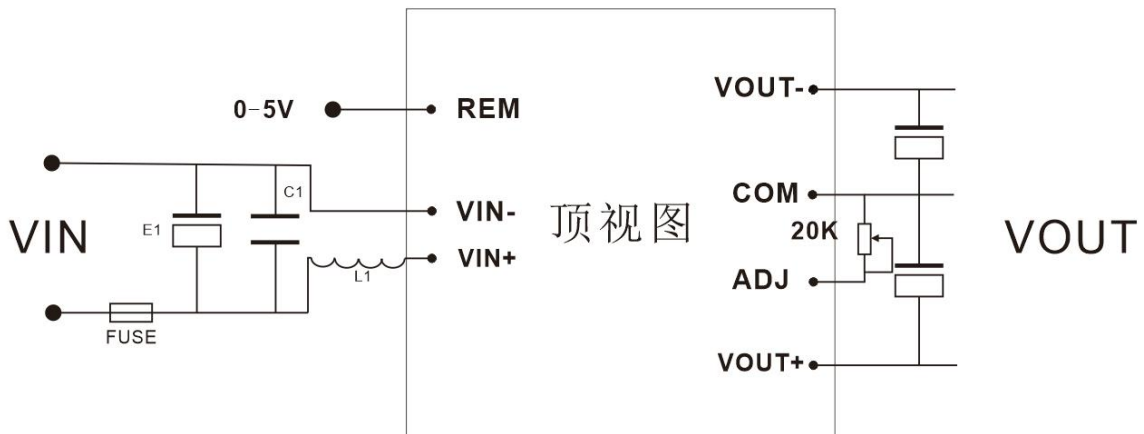 VOUT-
0-5V
REM
C1
COM
VIN
E1
VIN-
顶视图
20K
VOUT
VIN+
L1
ADJ
FUSE
VOUT+